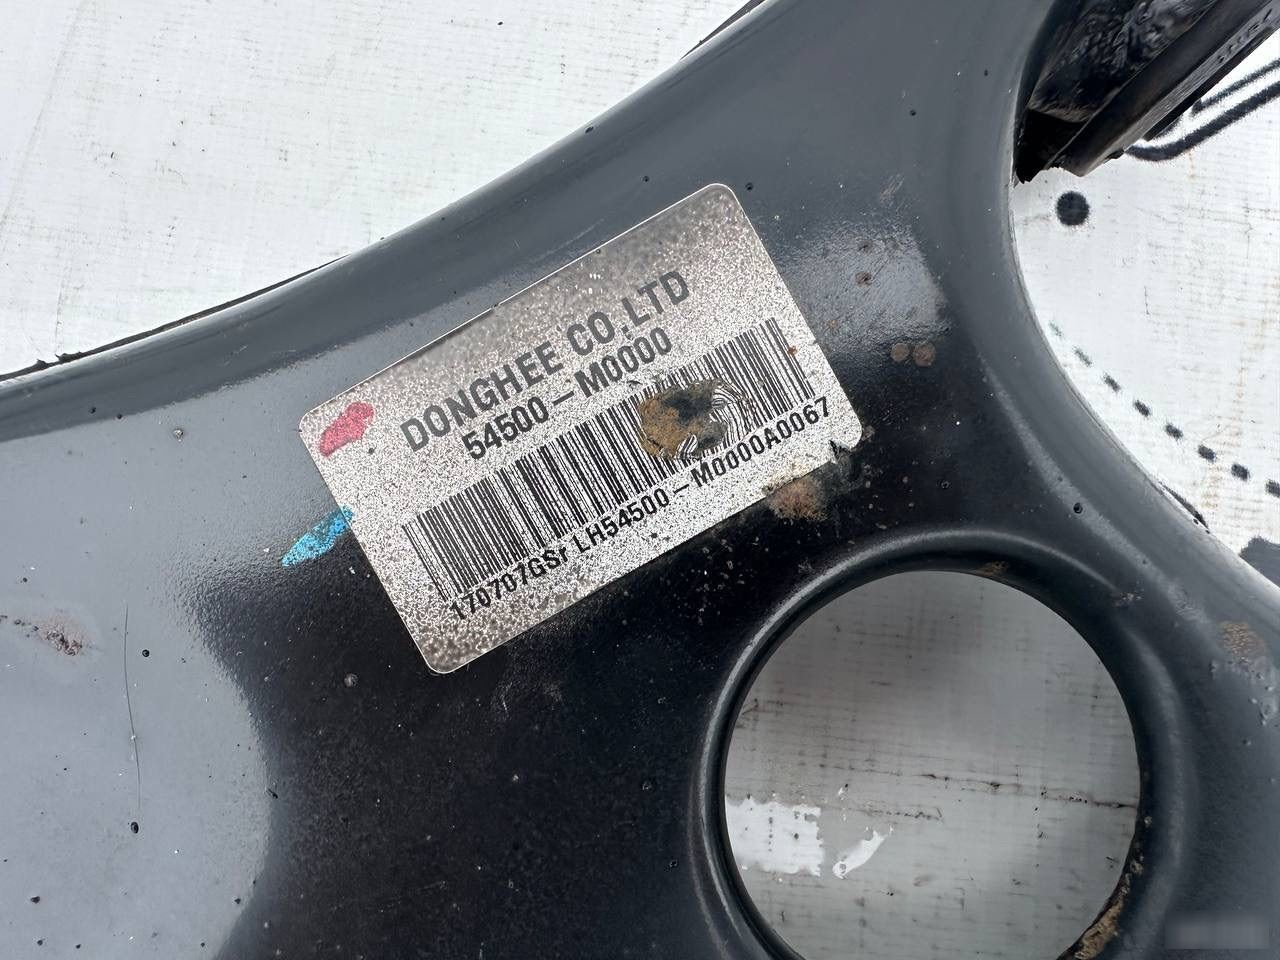 DONGHEE CO.,LTD
54500-M0000
170707GSr LH54500-M0000A0067